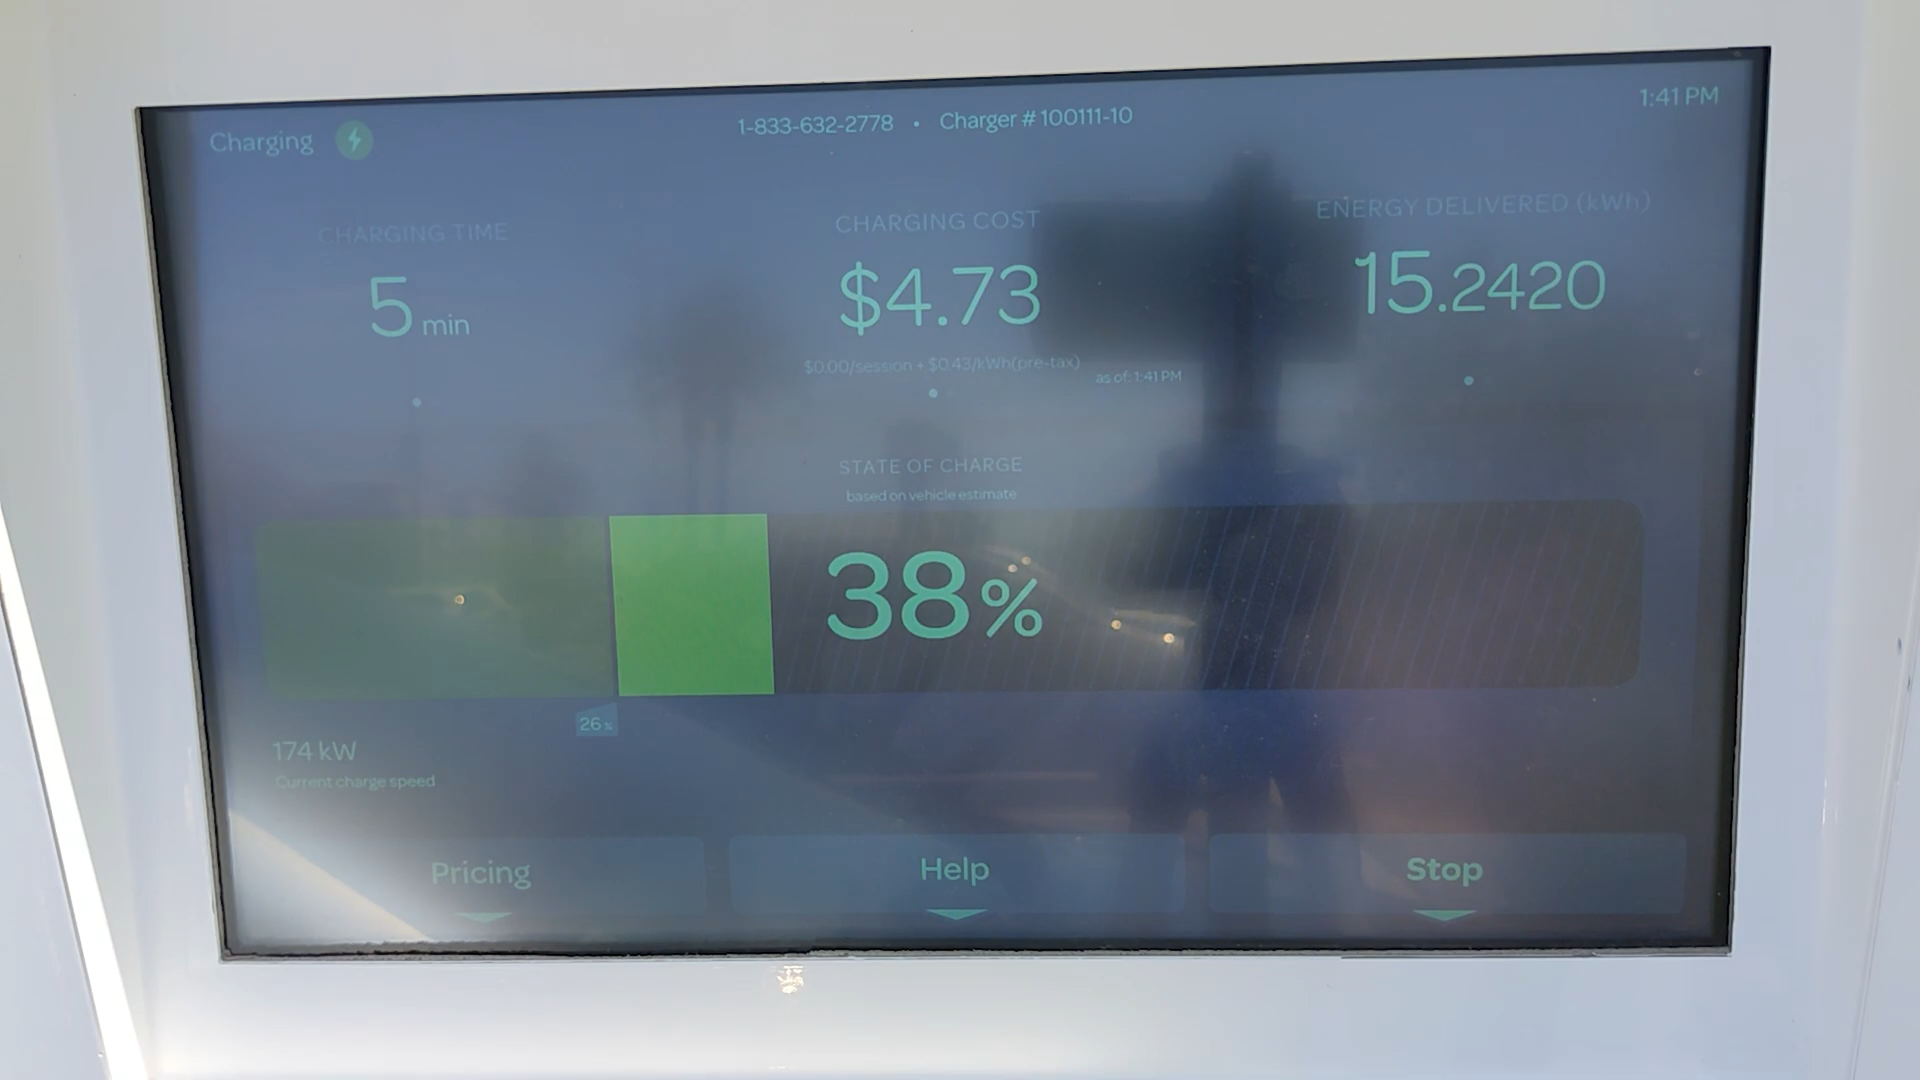 Charging
1-833-632-2778 • Charger # 100111-10
1:41 PM
CHARGING TIME
5 min
CHARGING COST
$4.73
$0.00/session + $0.43/kWh(pre-tax)
as of: 1:41 PM
ENERGY DELIVERED (kWh)
15.2420
STATE OF CHARGE
based on vehicle estimate
38%
26%
174 kW
Current charge speed
Pricing
Help
Stop